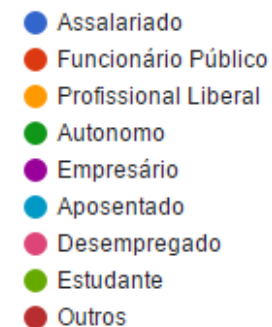 Assalariado
Funcionário Público
Profissional Liberal
Autonomo
Empresário
Aposentado
Desempregado
Estudante
Outros